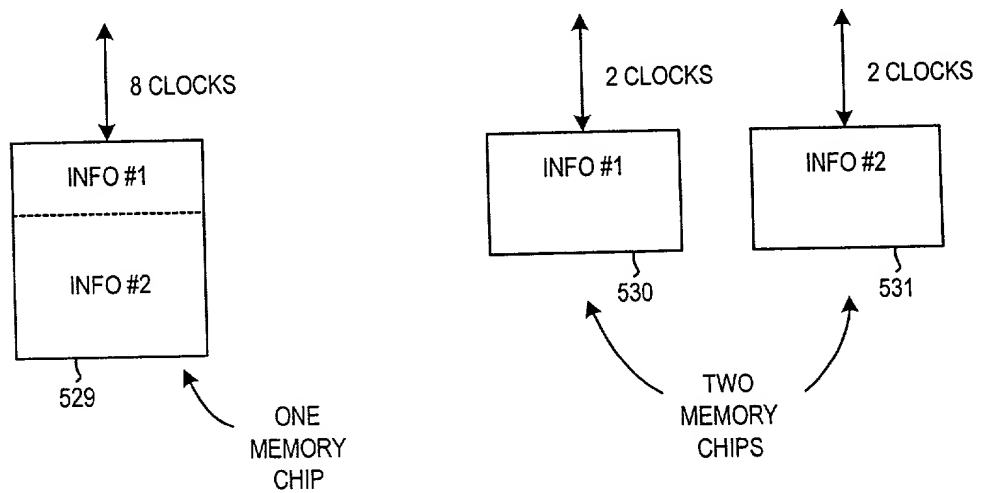 8 CLOCKS
INFO #1
INFO #2
529
ONE
MEMORY
CHIP
2 CLOCKS
INFO #1
530
2 CLOCKS
INFO #2
531
TWO
MEMORY
CHIPS